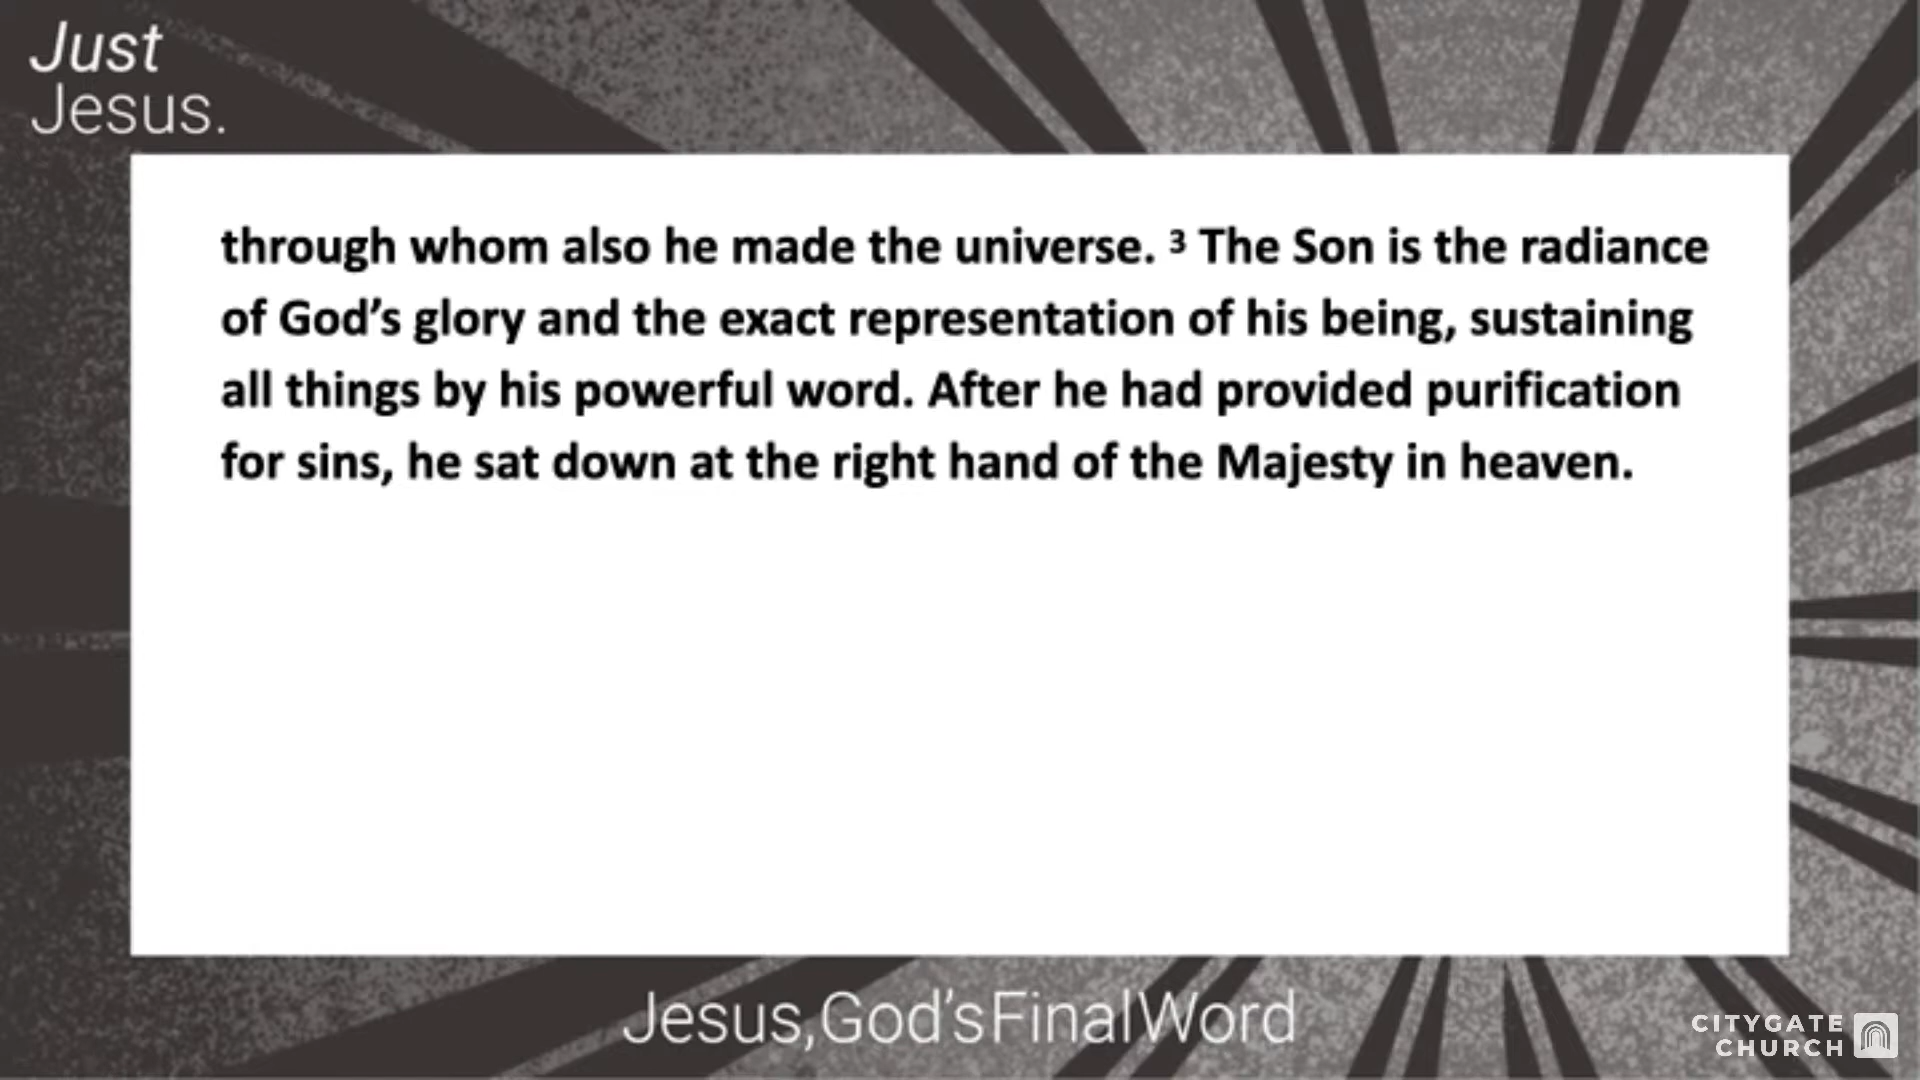 Just
Jesus.
through whom also he made the universe. ³ The Son is the radiance
of God’s glory and the exact representation of his being, sustaining
all things by his powerful word. After he had provided purification
for sins, he sat down at the right hand of the Majesty in heaven.
Jesus,God’sFinalWord
CITYGATE
CHURCH